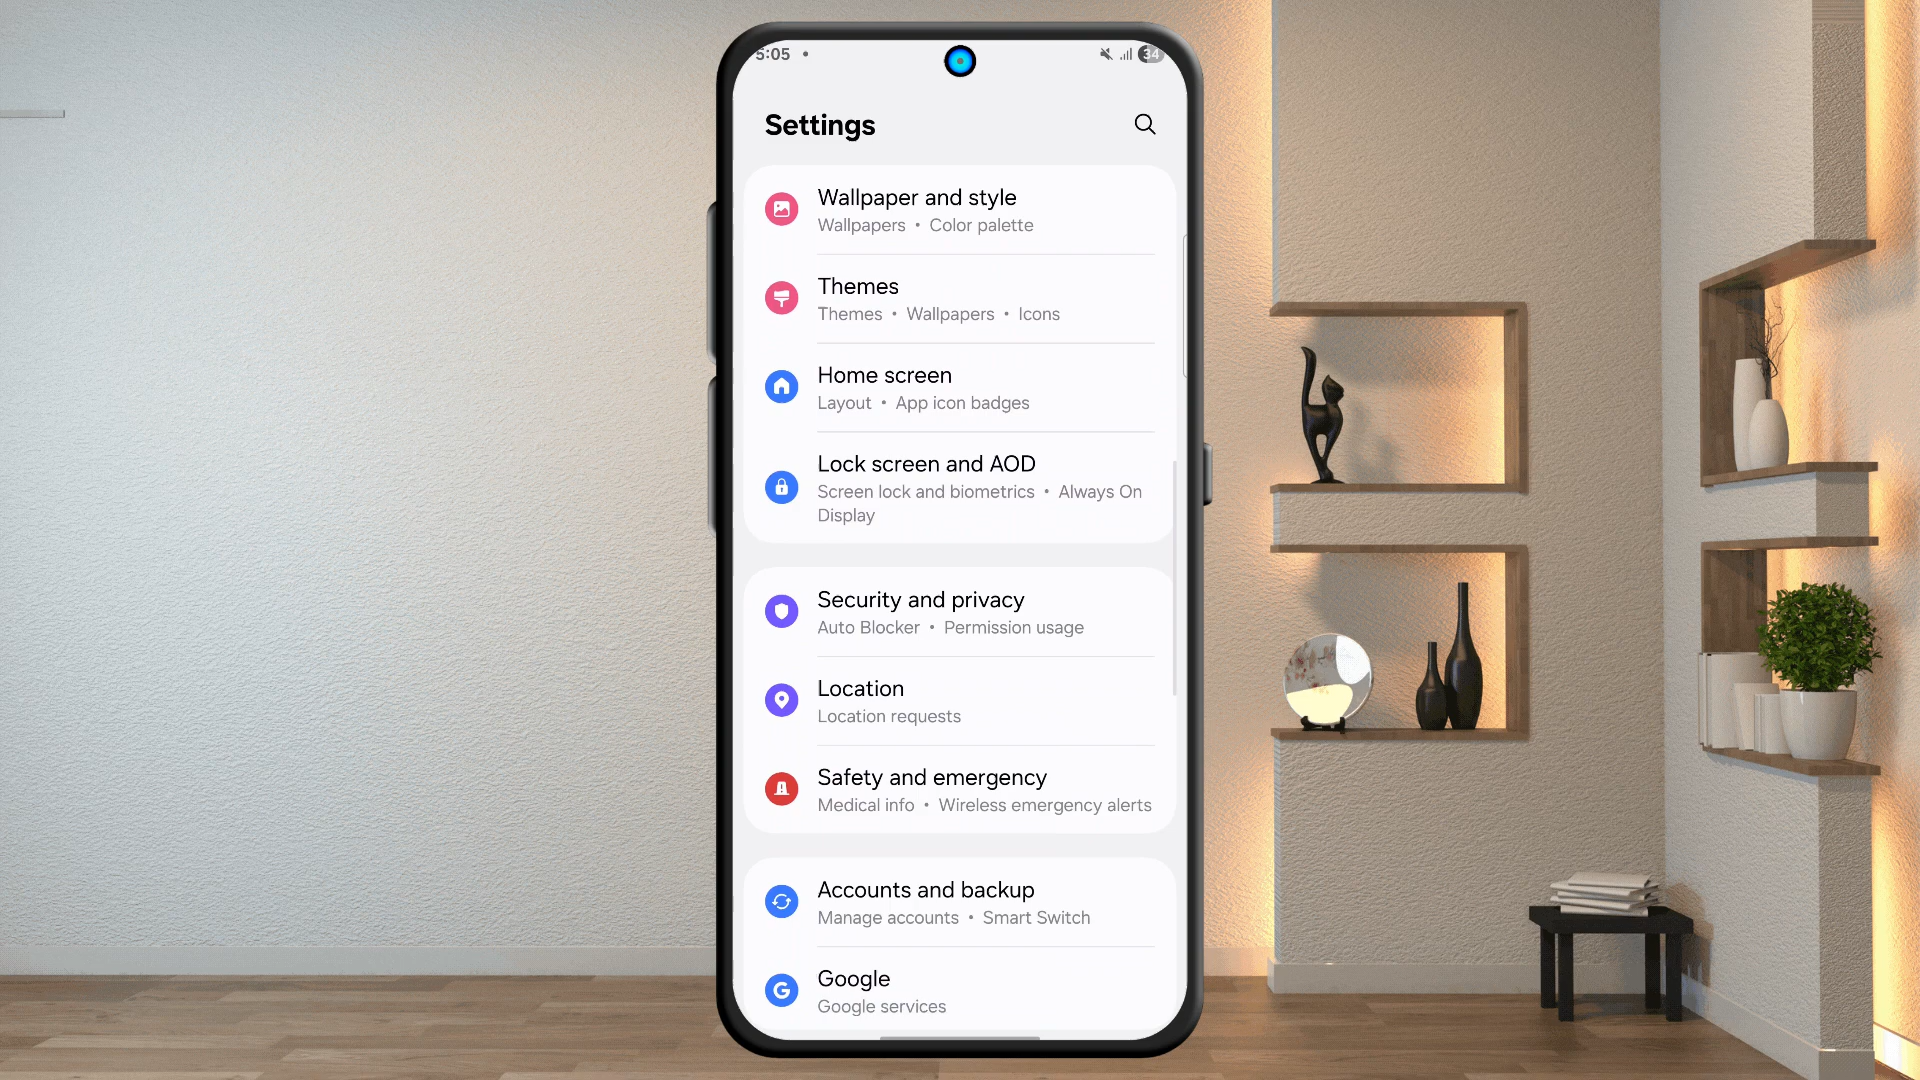 5:05 •
34
Settings
Wallpaper and style
Wallpapers • Color palette
Themes
Themes • Wallpapers • Icons
Home screen
Layout • App icon badges
Lock screen and AOD
Screen lock and biometrics • Always On
Display
Security and privacy
Auto Blocker • Permission usage
Location
Location requests
Safety and emergency
Medical info • Wireless emergency alerts
Accounts and backup
Manage accounts • Smart Switch
G
Google
Google services